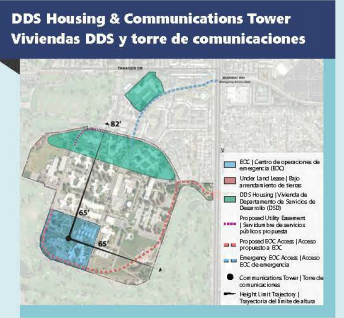 DDS Housing & Communications Tower
Viviendas DDS y torre de comunicaciones
TANAGER DR
82'
65'
65'
EOC | Centro de operaciones de
emergencia (EOC)
Under Land Lease | Bajo
arrendamiento de tierras
DDS Housing | Vivienda de
Departamento de Servicios de
Desarrollo (DSD)
Proposed Utility Easement
| Servidumbre de servicios
públicos propuesta
Proposed EOC Access | Acceso
propuesto a EOC
Emergency EOC Access | Acceso
EOC de emergencia
Communications Tower | Torre de
comunicaciones
Height Limit Trajectory |
Trayectoria del límite de altura